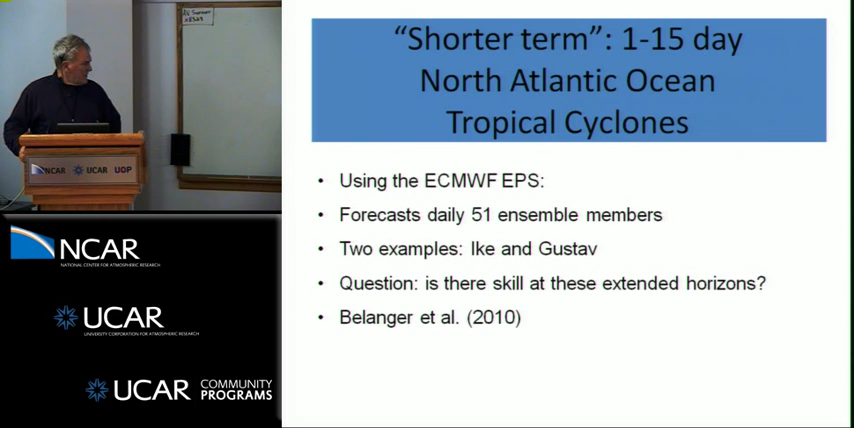 “Shorter term”: 1-15 day
North Atlantic Ocean
Tropical Cyclones
• Using the ECMWF EPS:
• Forecasts daily 51 ensemble members
• Two examples: Ike and Gustav
• Question: is there skill at these extended horizons?
• Belanger et al. (2010)
NCAR UCAR UOP
NCAR
NATIONAL CENTER FOR ATMOSPHERIC RESEARCH
UCAR
UNIVERSITY CORPORATION FOR ATMOSPHERIC RESEARCH
UCAR COMMUNITY
PROGRAMS